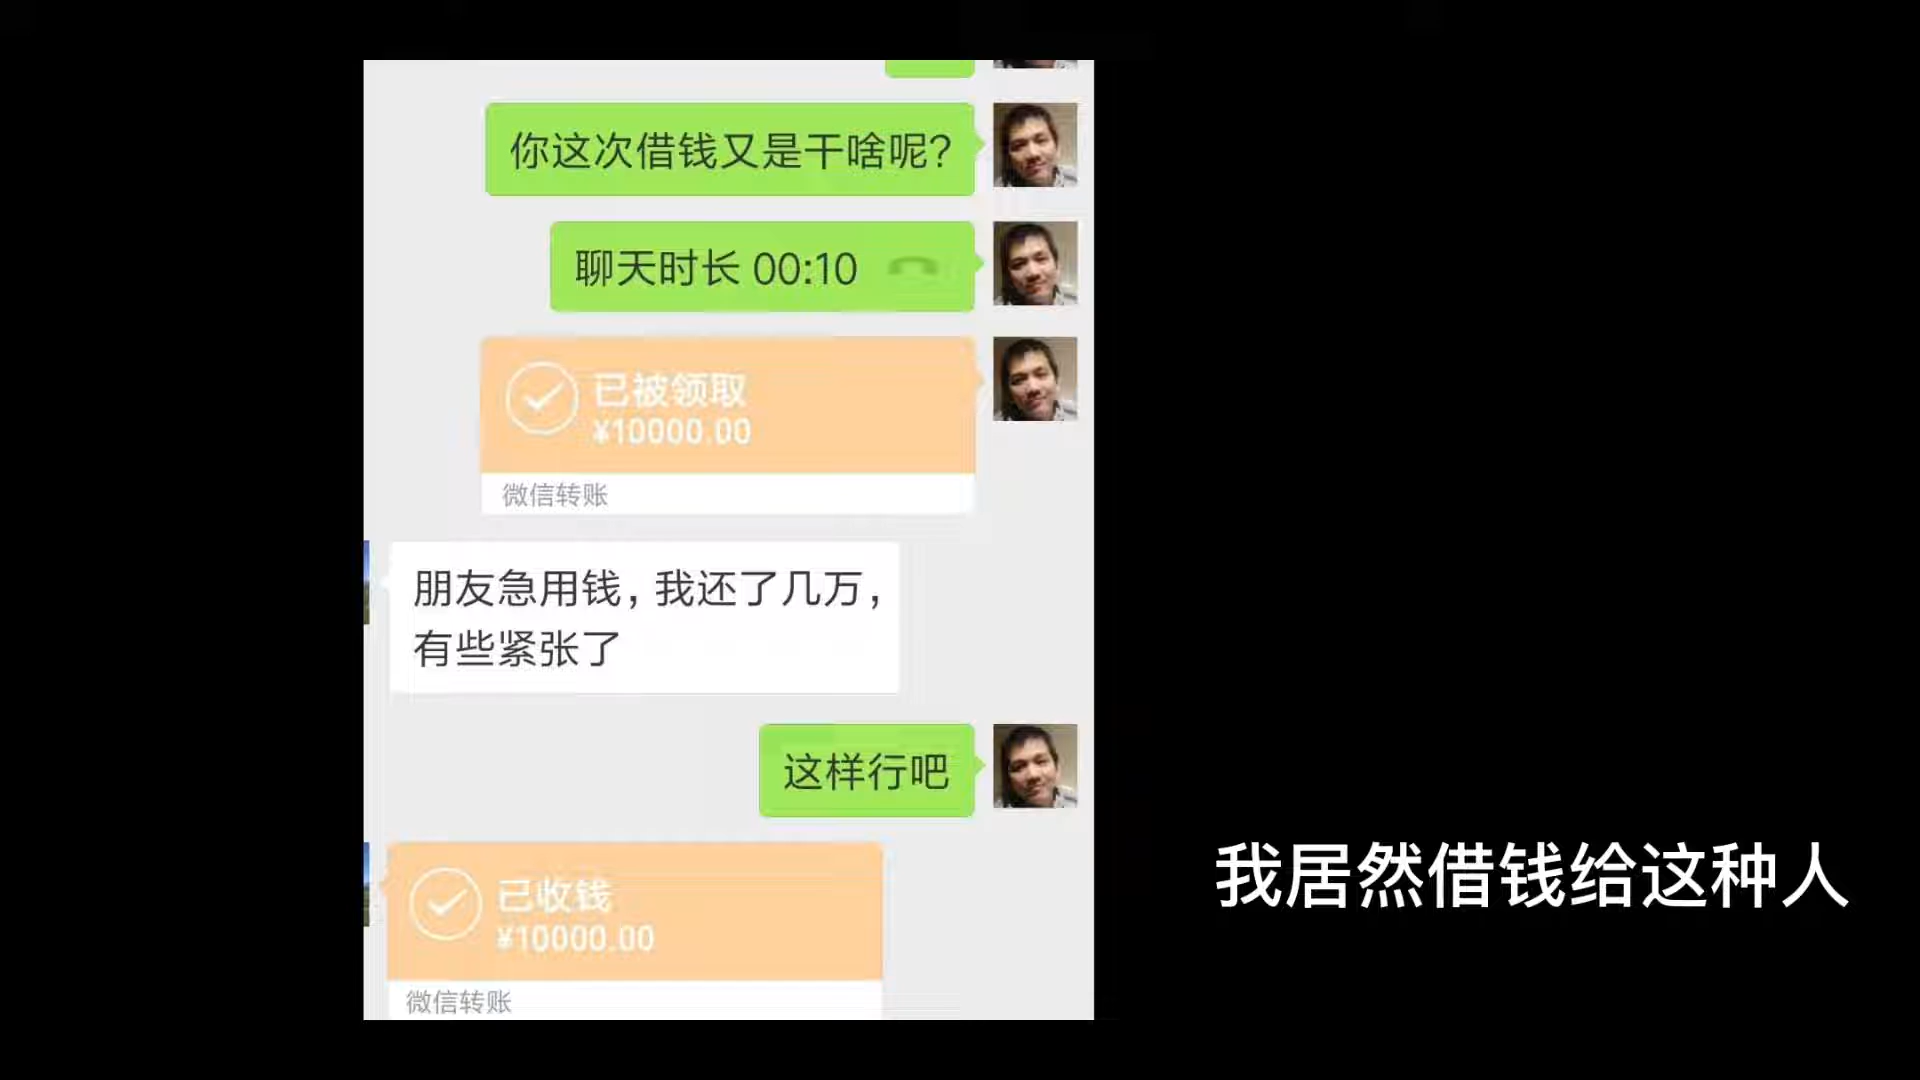 你这次借钱又是干啥呢?
聊天时长 00:10
已被领取
¥10000.00
微信转账
朋友急用钱，我还了几万，
有些紧张了
这样行吧
我居然借钱给这种人
已收钱
¥10000.00
微信转账